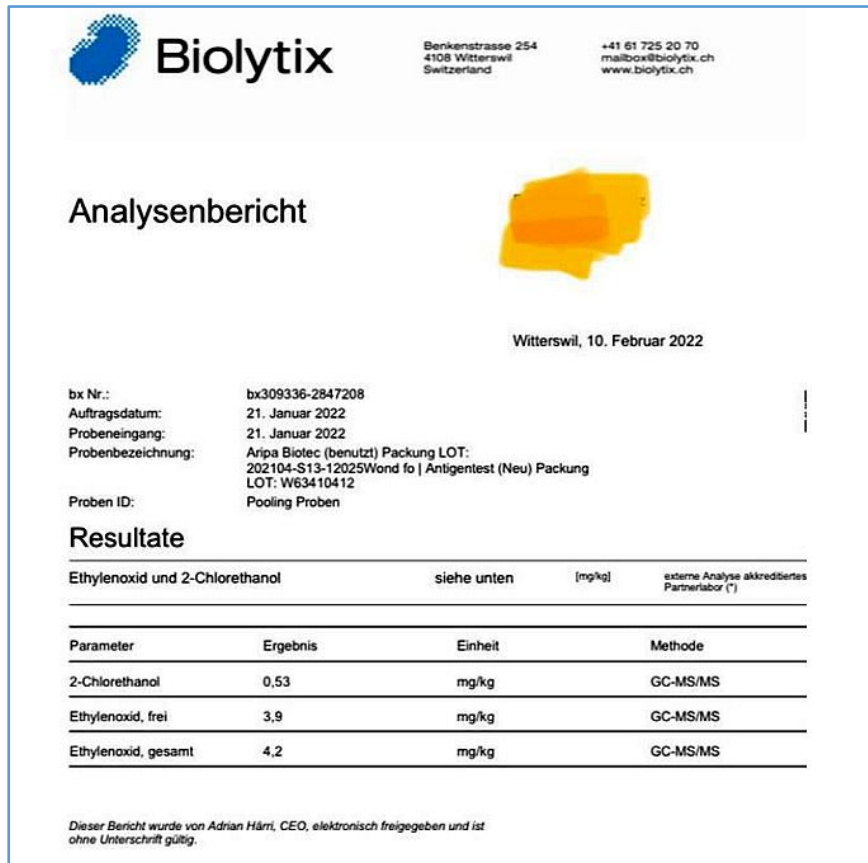 Biolytix
Benkenstrasse 254
4108 Witterswil
Switzerland
+41 61 725 20 70
mailbox@biolytix.ch
www.biolytix.ch
Analysenbericht
Witterswil, 10. Februar 2022
bx Nr.: bx309336-2847208
Auftragsdatum: 21. Januar 2022
Probeneingang: 21. Januar 2022
Probenbezeichnung: Aripa Biotec (benutzt) Packung LOT:
202104-S13-12025Wond fo | Antigentest (Neu) Packung
LOT: W63410412
Proben ID: Pooling Proben
Resultate
Ethylenoxid und 2-Chlorethanol siehe unten [mg/kg] externe Analyse akkreditiertes
Partnerlabor (*)
Parameter Ergebnis Einheit Methode
2-Chlorethanol 0,53 mg/kg GC-MS/MS
Ethylenoxid, frei 3,9 mg/kg GC-MS/MS
Ethylenoxid, gesamt 4,2 mg/kg GC-MS/MS
Dieser Bericht wurde von Adrian Härri, CEO, elektronisch freigegeben und ist
ohne Unterschrift gültig.